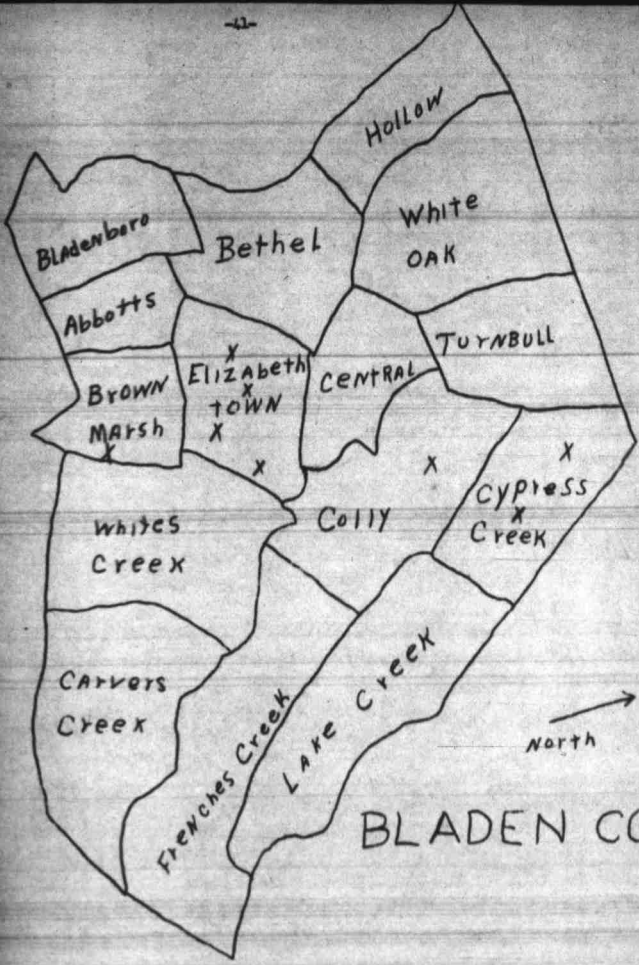 -41-
Hollow
White
OAK
Bladenboro
Bethel
Abbotts
TURNBULL
Elizabeth
TOWN
CENTRAL
BROWN
MARSH
X
X
X
X
X
X
X
X
Cypress
Creek
Colly
Whites
Creek
Carvers
Creek
Frenches Creek
Lake Creek
North
BLADEN CO